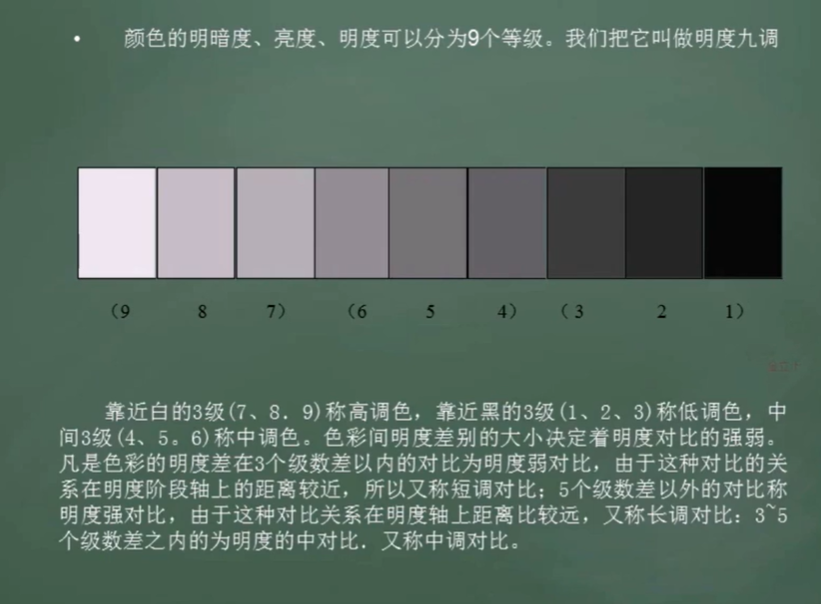 • 颜色的明暗度、亮度、明度可以分为9个等级。我们把它叫做明度九调
（9 8 7） （6 5 4） （3 2 1）
靠近白的3级(7、8．9)称高调色，靠近黑的3级(1、2、3)称低调色，中
间3级(4、5。6)称中调色。色彩间明度差别的大小决定着明度对比的强弱。
凡是色彩的明度差在3个级数差以内的对比为明度弱对比，由于这种对比的关
系在明度阶段轴上的距离较近，所以又称短调对比；5个级数差以外的对比称
明度强对比，由于这种对比关系在明度轴上距离比较远，又称长调对比：3~5
个级数差之内的为明度的中对比．又称中调对比。